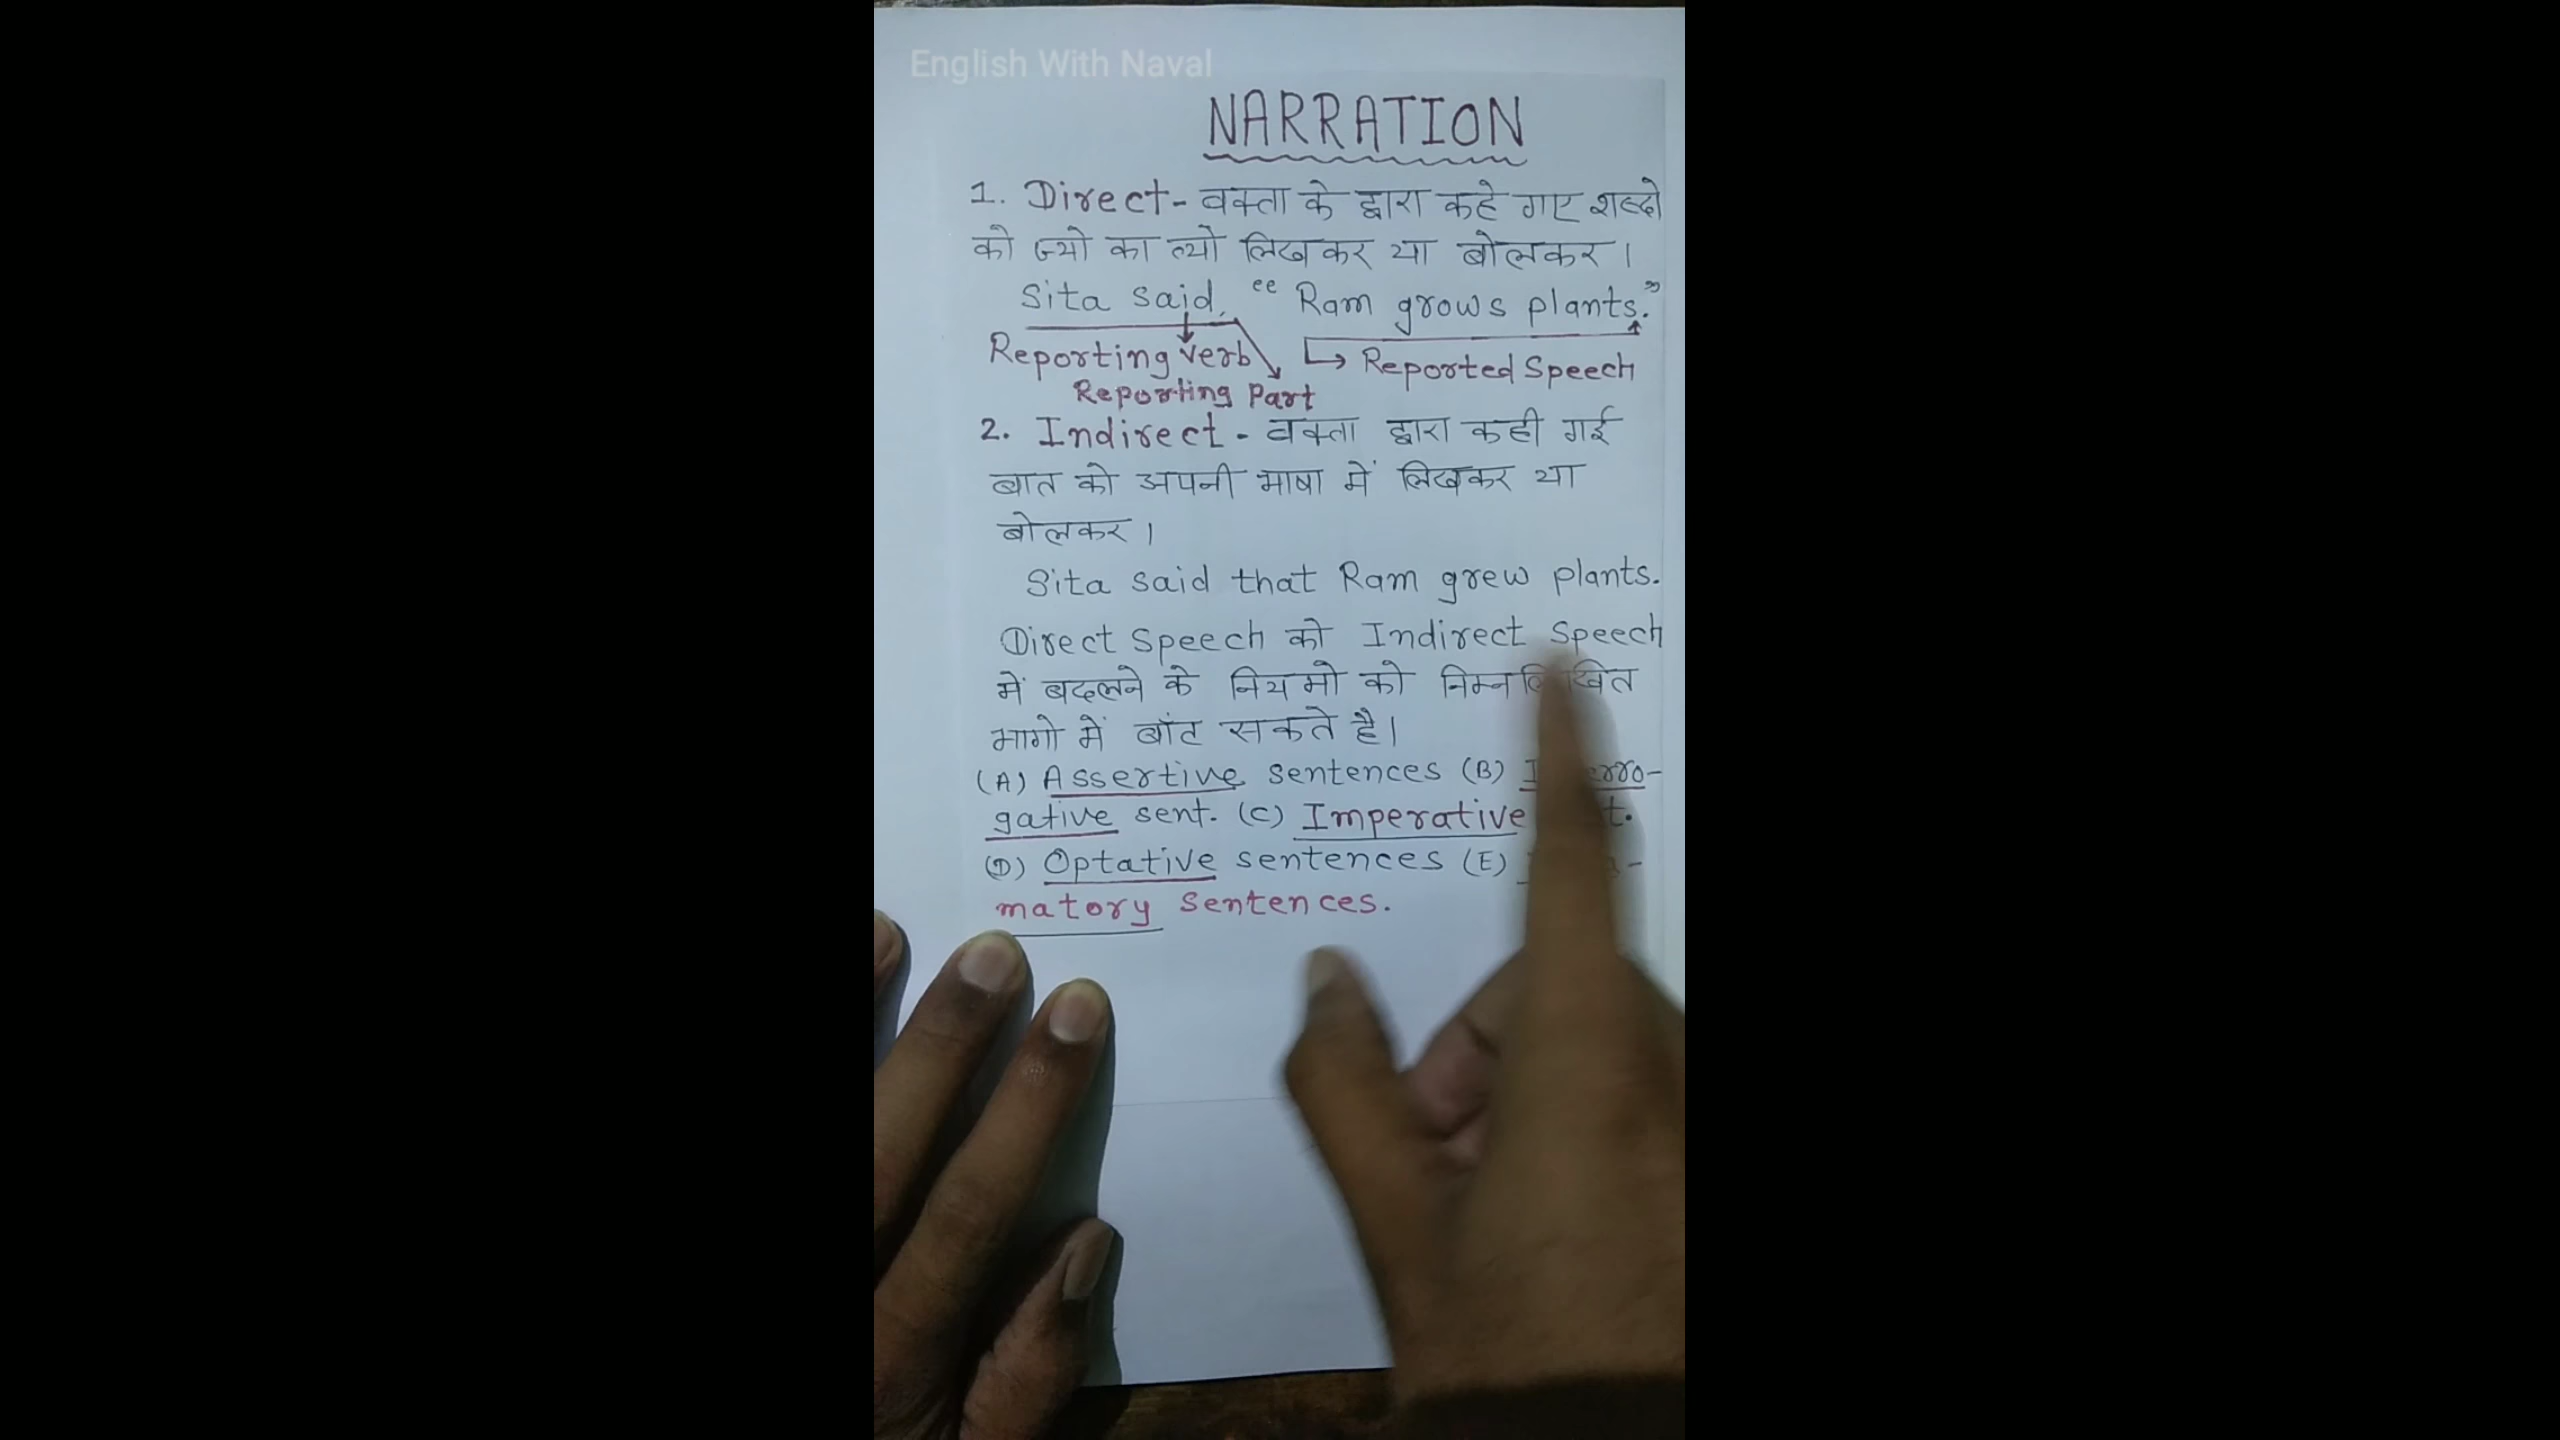 English With Naval
NARRATION
1. Direct - वक्ता के द्वारा कहे गए शब्दो
को ज्यो का त्यो लिखकर या बोलकर।
Sita said, “ Ram grows plants.”
Reporting verb → Reported Speech
Reporting Part
2. Indirect - वक्ता द्वारा कही गई
बात को अपनी भाषा में लिखकर या
बोलकर।
Sita said that Ram grew plants.
Direct Speech को Indirect Speech
में बदलने के नियमो को निम्नलिखित
भागो में बाँट सकते है।
(A) Assertive sentences (B)
gative sent. (C) Imperative
(D) Optative sentences (E)
matory sentences.